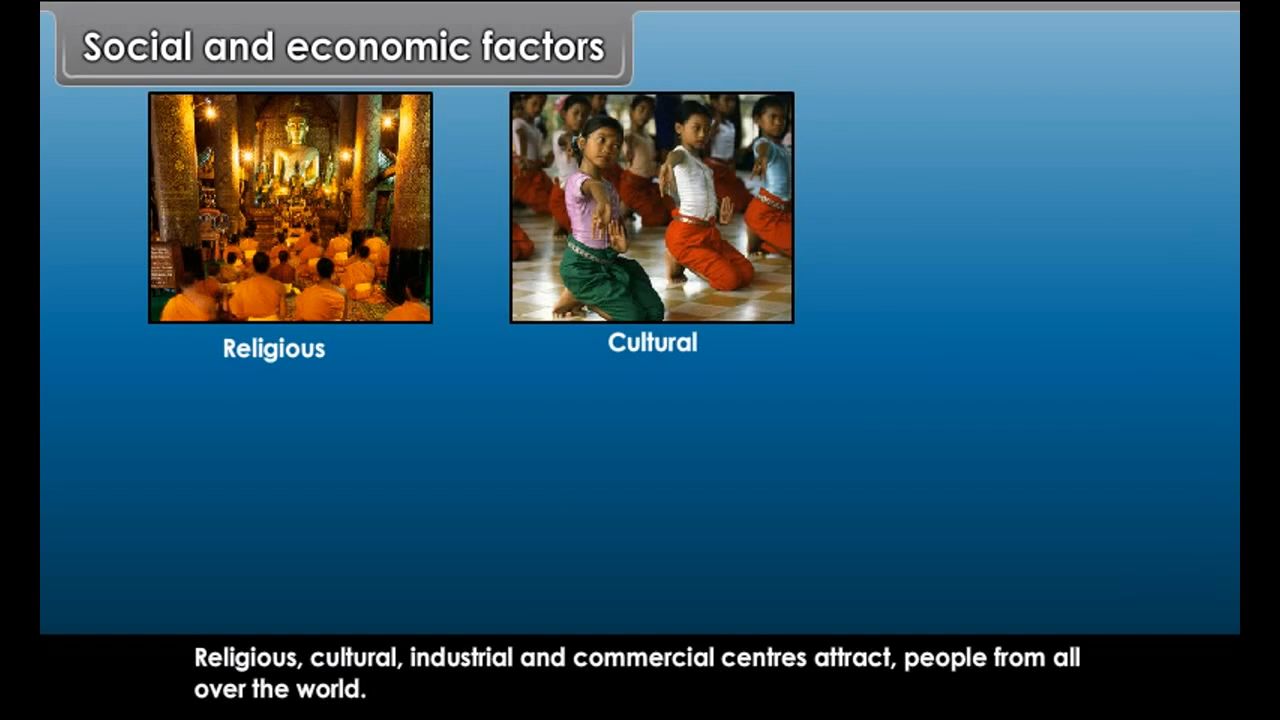 Social and economic factors
Religious
Cultural
Religious, cultural, industrial and commercial centres attract, people from all
over the world.